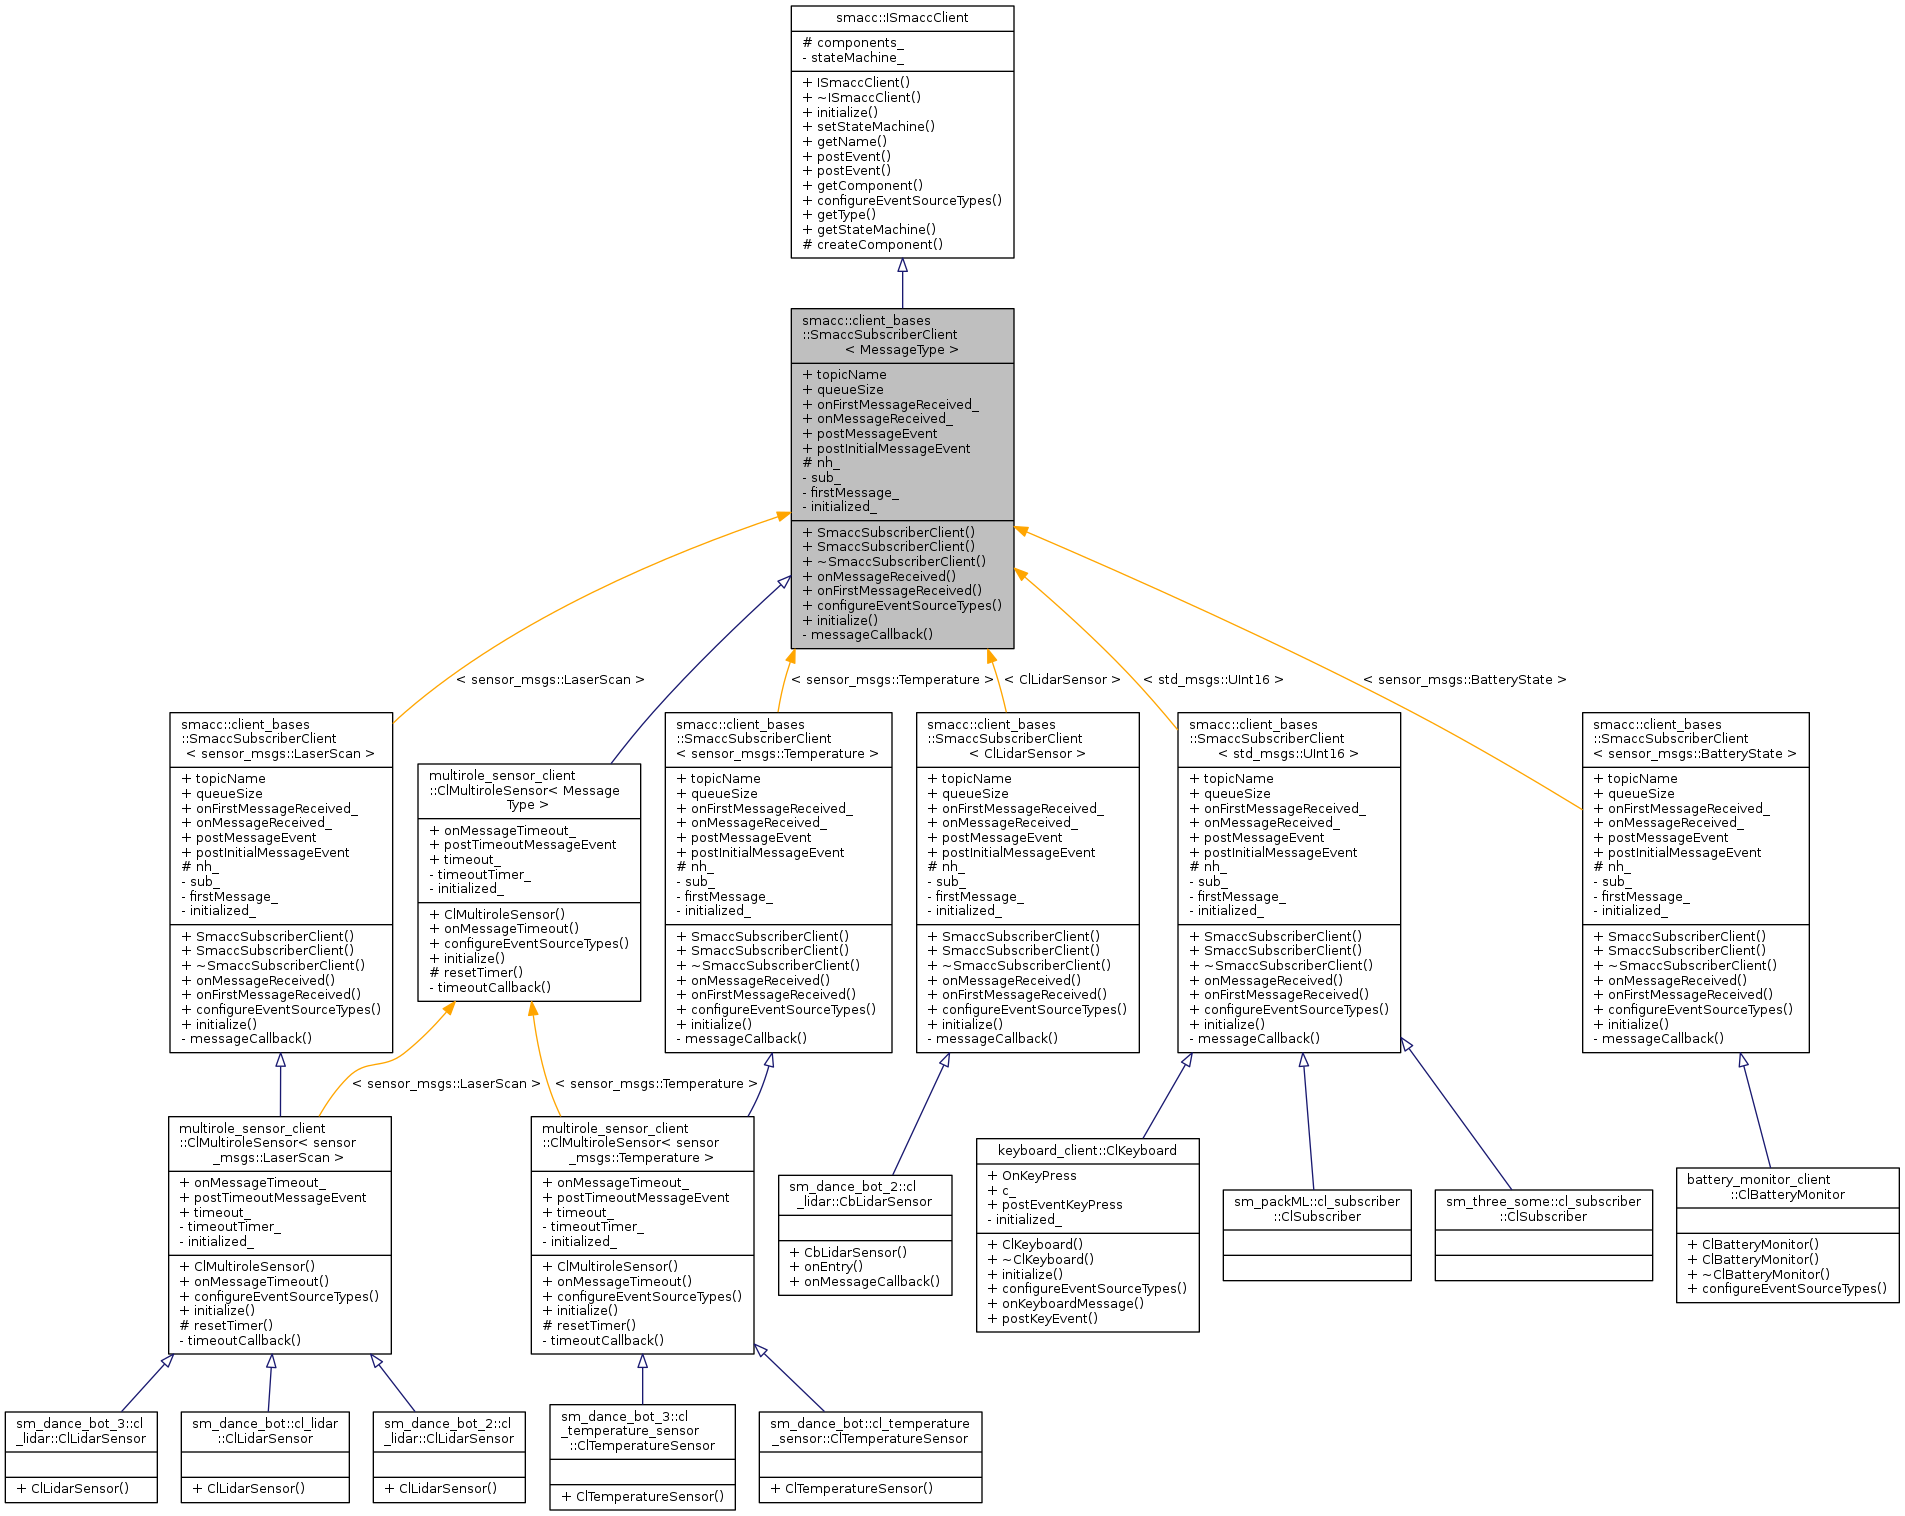 smacc::ISmaccClient
# components_
- stateMachine_
+ ISmaccClient()
+ ~ISmaccClient()
+ initialize()
+ setStateMachine()
+ getName()
+ postEvent()
+ postEvent()
+ getComponent()
+ configureEventSourceTypes()
+ getType()
+ getStateMachine()
# createComponent()
smacc::client_bases
::SmaccSubscriberClient
< MessageType >
+ topicName
+ queueSize
+ onFirstMessageReceived_
+ onMessageReceived_
+ postMessageEvent
+ postInitialMessageEvent
# nh_
- sub_
- firstMessage_
- initialized_
+ SmaccSubscriberClient()
+ SmaccSubscriberClient()
+ ~SmaccSubscriberClient()
+ onMessageReceived()
+ onFirstMessageReceived()
+ configureEventSourceTypes()
+ initialize()
- messageCallback()
< sensor_msgs::LaserScan >
< sensor_msgs::Temperature >
< ClLidarSensor >
< std_msgs::UInt16 >
< sensor_msgs::BatteryState >
smacc::client_bases
::SmaccSubscriberClient
< sensor_msgs::LaserScan >
+ topicName
+ queueSize
+ onFirstMessageReceived_
+ onMessageReceived_
+ postMessageEvent
+ postInitialMessageEvent
# nh_
- sub_
- firstMessage_
- initialized_
+ SmaccSubscriberClient()
+ SmaccSubscriberClient()
+ ~SmaccSubscriberClient()
+ onMessageReceived()
+ onFirstMessageReceived()
+ configureEventSourceTypes()
+ initialize()
- messageCallback()
multirole_sensor_client
::ClMultiroleSensor< Message
Type >
+ onMessageTimeout_
+ postTimeoutMessageEvent
+ timeout_
- timeoutTimer_
- initialized_
+ ClMultiroleSensor()
+ onMessageTimeout()
+ configureEventSourceTypes()
+ initialize()
# resetTimer()
- timeoutCallback()
smacc::client_bases
::SmaccSubscriberClient
< sensor_msgs::Temperature >
+ topicName
+ queueSize
+ onFirstMessageReceived_
+ onMessageReceived_
+ postMessageEvent
+ postInitialMessageEvent
# nh_
- sub_
- firstMessage_
- initialized_
+ SmaccSubscriberClient()
+ SmaccSubscriberClient()
+ ~SmaccSubscriberClient()
+ onMessageReceived()
+ onFirstMessageReceived()
+ configureEventSourceTypes()
+ initialize()
- messageCallback()
smacc::client_bases
::SmaccSubscriberClient
< ClLidarSensor >
+ topicName
+ queueSize
+ onFirstMessageReceived_
+ onMessageReceived_
+ postMessageEvent
+ postInitialMessageEvent
# nh_
- sub_
- firstMessage_
- initialized_
+ SmaccSubscriberClient()
+ SmaccSubscriberClient()
+ ~SmaccSubscriberClient()
+ onMessageReceived()
+ onFirstMessageReceived()
+ configureEventSourceTypes()
+ initialize()
- messageCallback()
smacc::client_bases
::SmaccSubscriberClient
< std_msgs::UInt16 >
+ topicName
+ queueSize
+ onFirstMessageReceived_
+ onMessageReceived_
+ postMessageEvent
+ postInitialMessageEvent
# nh_
- sub_
- firstMessage_
- initialized_
+ SmaccSubscriberClient()
+ SmaccSubscriberClient()
+ ~SmaccSubscriberClient()
+ onMessageReceived()
+ onFirstMessageReceived()
+ configureEventSourceTypes()
+ initialize()
- messageCallback()
smacc::client_bases
::SmaccSubscriberClient
< sensor_msgs::BatteryState >
+ topicName
+ queueSize
+ onFirstMessageReceived_
+ onMessageReceived_
+ postMessageEvent
+ postInitialMessageEvent
# nh_
- sub_
- firstMessage_
- initialized_
+ SmaccSubscriberClient()
+ SmaccSubscriberClient()
+ ~SmaccSubscriberClient()
+ onMessageReceived()
+ onFirstMessageReceived()
+ configureEventSourceTypes()
+ initialize()
- messageCallback()
< sensor_msgs::LaserScan >
< sensor_msgs::Temperature >
multirole_sensor_client
::ClMultiroleSensor< sensor
_msgs::LaserScan >
+ onMessageTimeout_
+ postTimeoutMessageEvent
+ timeout_
- timeoutTimer_
- initialized_
+ ClMultiroleSensor()
+ onMessageTimeout()
+ configureEventSourceTypes()
+ initialize()
# resetTimer()
- timeoutCallback()
multirole_sensor_client
::ClMultiroleSensor< sensor
_msgs::Temperature >
+ onMessageTimeout_
+ postTimeoutMessageEvent
+ timeout_
- timeoutTimer_
- initialized_
+ ClMultiroleSensor()
+ onMessageTimeout()
+ configureEventSourceTypes()
+ initialize()
# resetTimer()
- timeoutCallback()
sm_dance_bot_2::cl
_lidar::CbLidarSensor
+ CbLidarSensor()
+ onEntry()
+ onMessageCallback()
keyboard_client::ClKeyboard
+ OnKeyPress
+ c_
+ postEventKeyPress
- initialized_
+ ClKeyboard()
+ ~ClKeyboard()
+ initialize()
+ configureEventSourceTypes()
+ onKeyboardMessage()
+ postKeyEvent()
sm_packML::cl_subscriber
::ClSubscriber
sm_three_some::cl_subscriber
::ClSubscriber
battery_monitor_client
::ClBatteryMonitor
+ ClBatteryMonitor()
+ ClBatteryMonitor()
+ ~ClBatteryMonitor()
+ configureEventSourceTypes()
sm_dance_bot_3::cl
_lidar::ClLidarSensor
+ ClLidarSensor()
sm_dance_bot::cl_lidar
::ClLidarSensor
+ ClLidarSensor()
sm_dance_bot_2::cl
_lidar::ClLidarSensor
+ ClLidarSensor()
sm_dance_bot_3::cl
_temperature_sensor
::ClTemperatureSensor
+ ClTemperatureSensor()
sm_dance_bot::cl_temperature
_sensor::ClTemperatureSensor
+ ClTemperatureSensor()